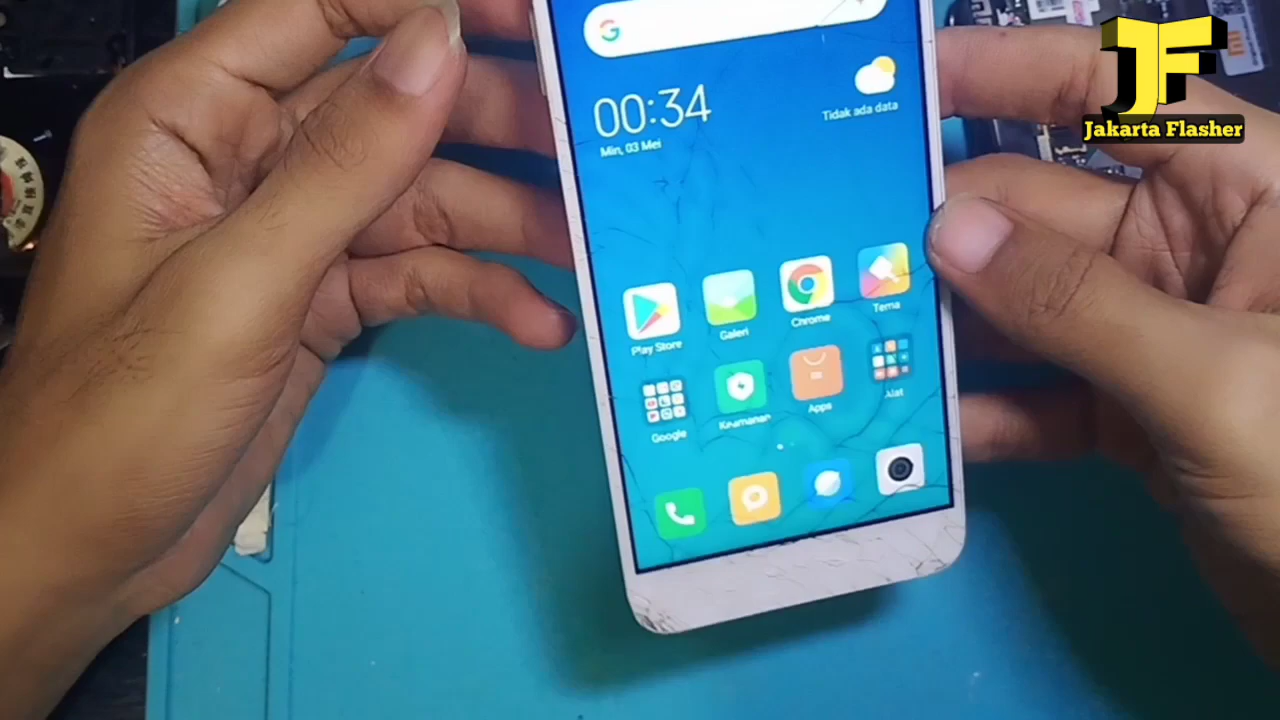 JF
Jakarta Flasher
G
00:34
Min, 03 Mei
Tidak ada data
Play Store
Galeri
Chrome
Tema
Google
Keamanan
Apps
Alat